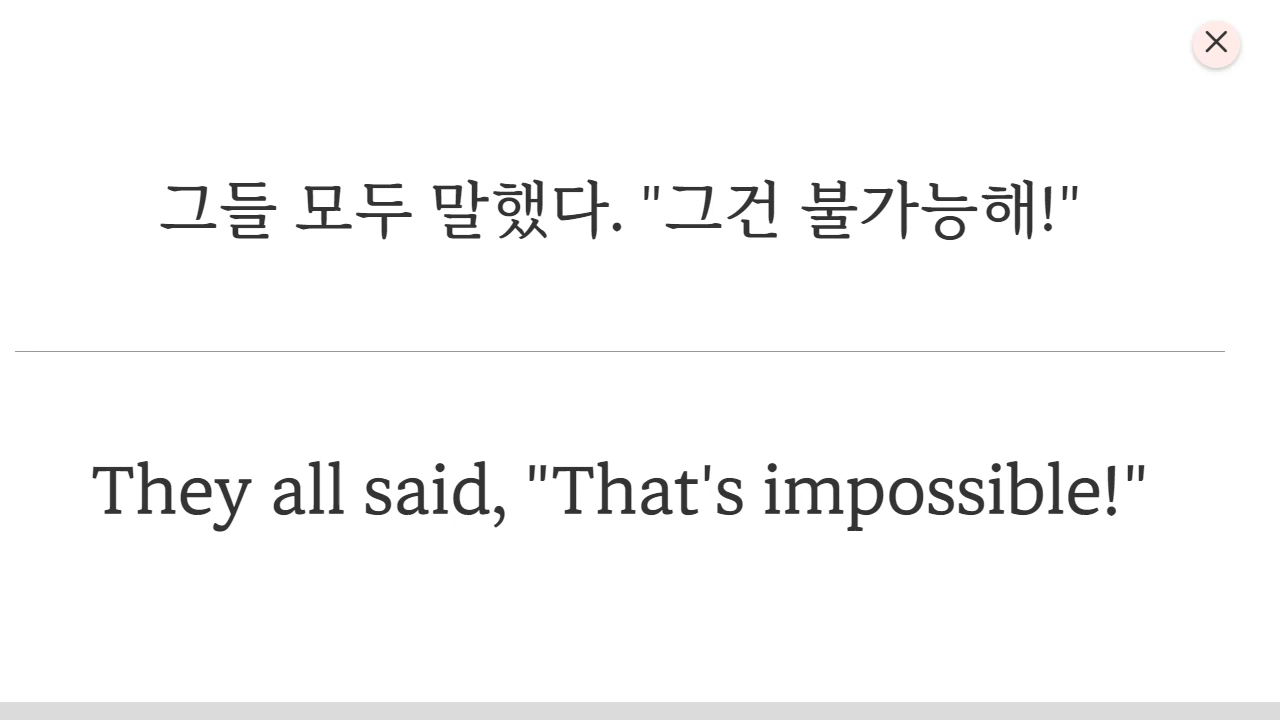 그들 모두 말했다. "그건 불가능해!"
They all said, "That's impossible!"